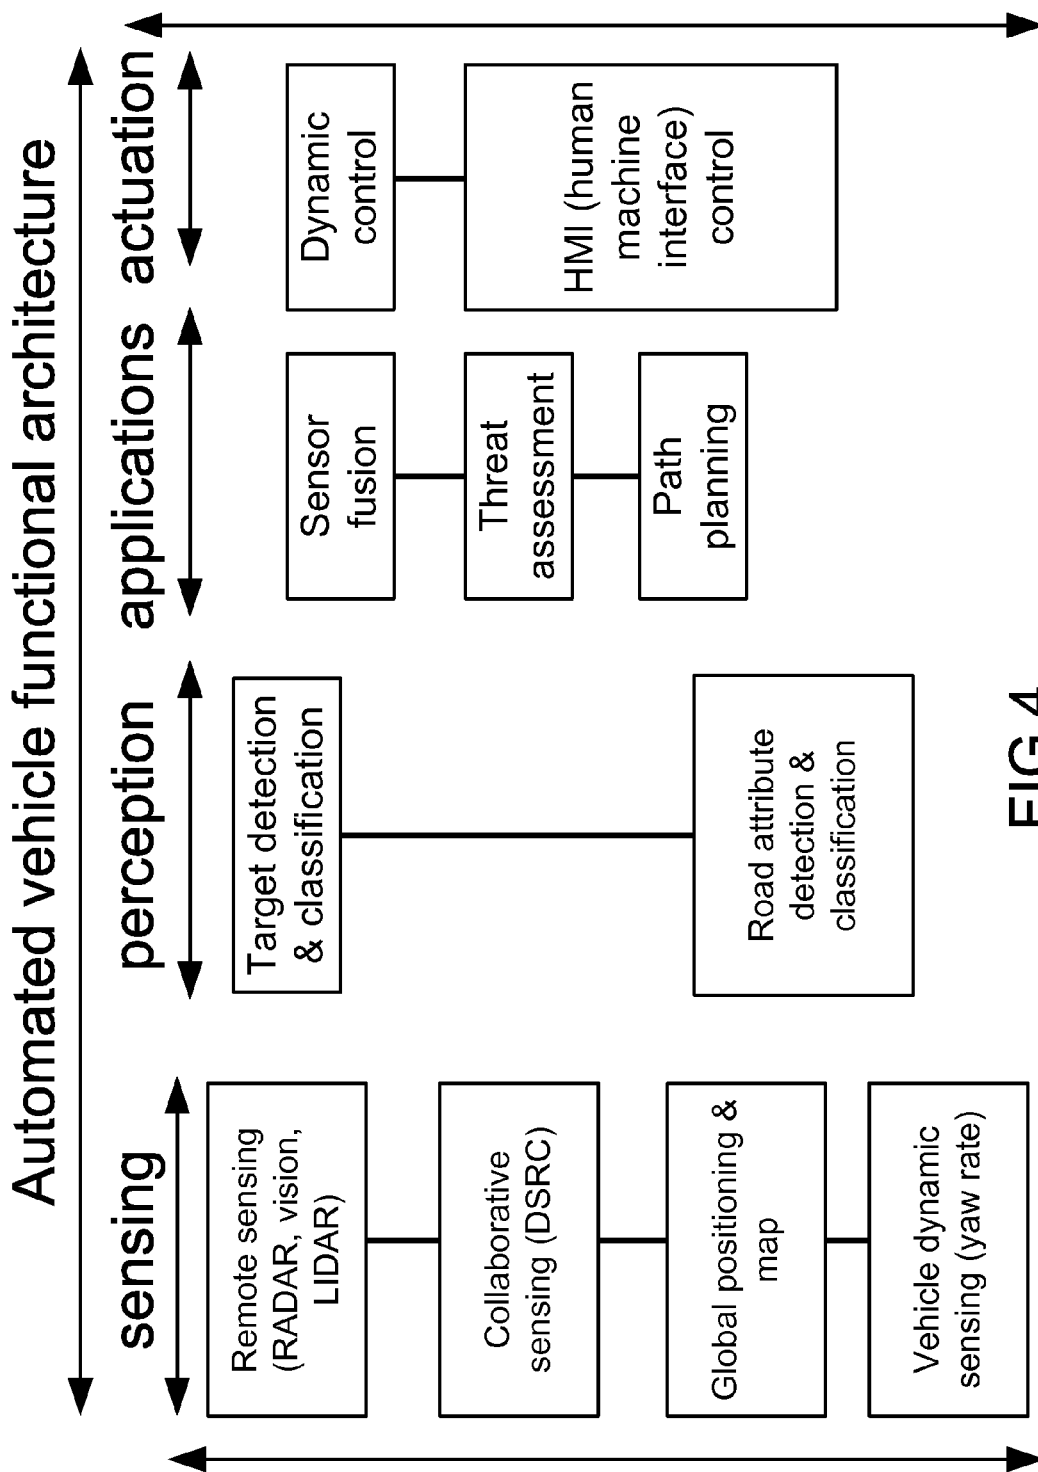 Automated vehicle functional architecture
sensing
perception
applications
actuation
Remote sensing
(RADAR, vision,
LIDAR)
Collaborative
sensing (DSRC)
Global positioning &
map
Vehicle dynamic
sensing (yaw rate)
Target detection
& classification
Road attribute
detection &
classification
Sensor
fusion
Threat
assessment
Path
planning
Dynamic
control
HMI (human
machine
interface)
control
FIG 4